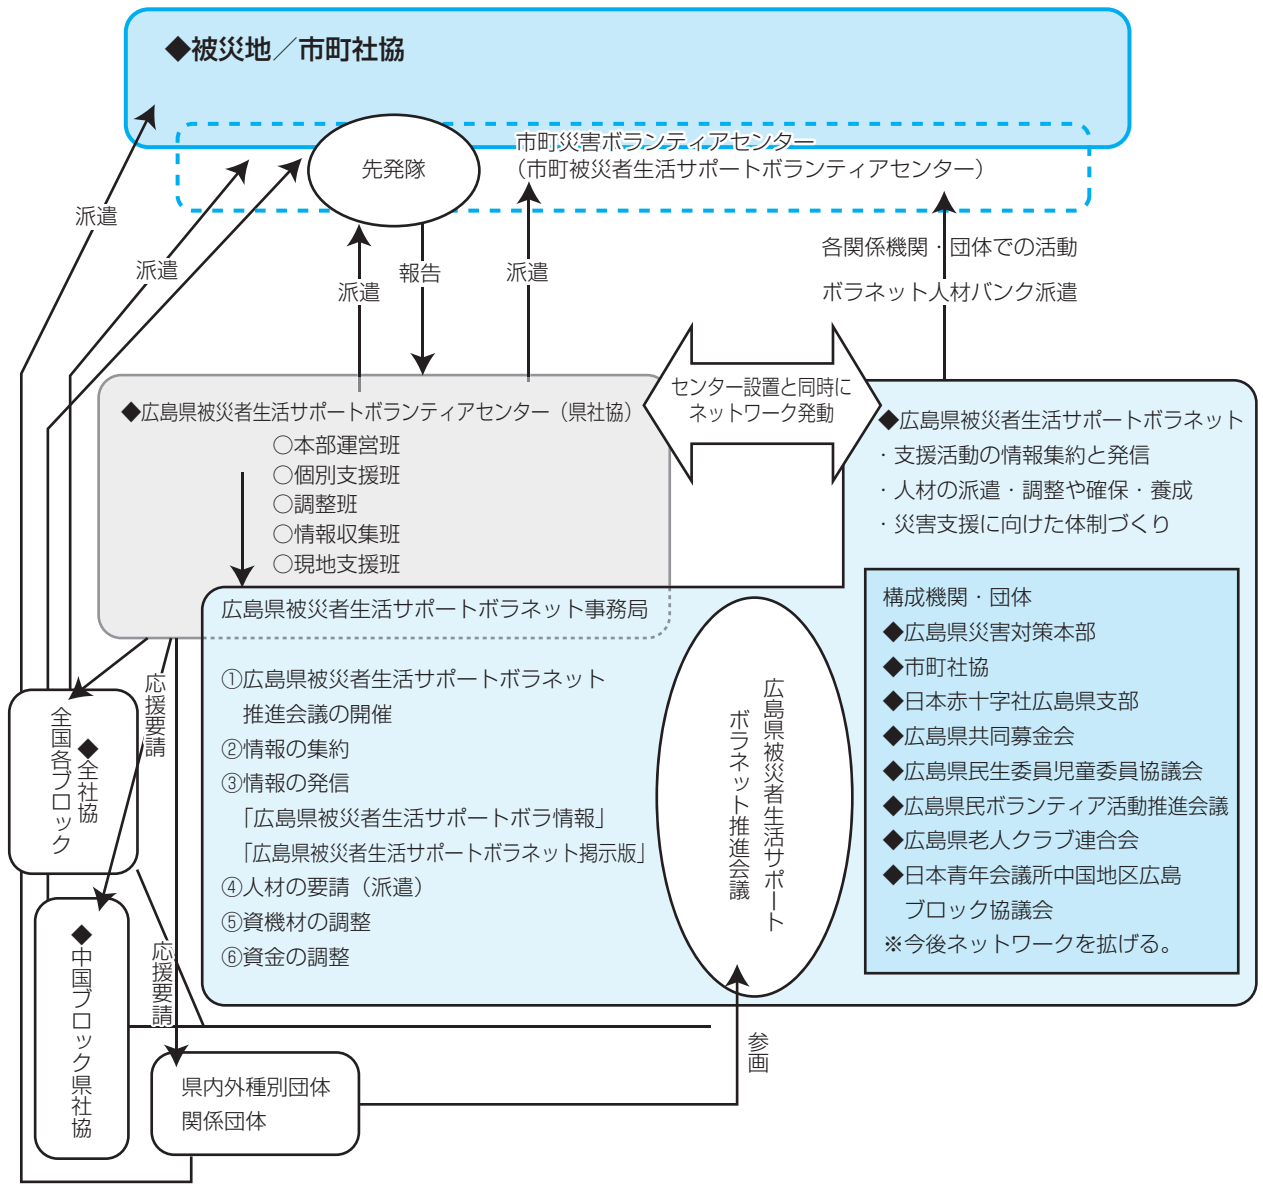 ◆被災地／市町社協
市町災害ボランティアセンター
（市町被災者生活サポートボランティアセンター）
先発隊
派遣
派遣
派遣
報告
派遣
各関係機関・団体での活動
ボラネット人材バンク派遣
センター設置と同時に
ネットワーク発動
◆広島県被災者生活サポートボランティアセンター（県社協）
○本部運営班
○個別支援班
○調整班
○情報収集班
○現地支援班
◆広島県被災者生活サポートボラネット
・支援活動の情報集約と発信
・人材の派遣・調整や確保・養成
・災害支援に向けた体制づくり
構成機関・団体
◆広島県災害対策本部
◆市町社協
◆日本赤十字社広島県支部
◆広島県共同募金会
◆広島県民生委員児童委員協議会
◆広島県民ボランティア活動推進会議
◆広島県老人クラブ連合会
◆日本青年会議所中国地区広島
ブロック協議会
※今後ネットワークを拡げる。
広島県被災者生活サポートボラネット事務局
①広島県被災者生活サポートボラネット
推進会議の開催
②情報の集約
③情報の発信
「広島県被災者生活サポートボラ情報」
「広島県被災者生活サポートボラネット掲示版」
④人材の要請（派遣）
⑤資機材の調整
⑥資金の調整
広島県被災者生活サポート
ボラネット推進会議
応援要請
◆全社協
全国各ブロック
◆中国ブロック県社協
応援要請
県内外種別団体
関係団体
参画